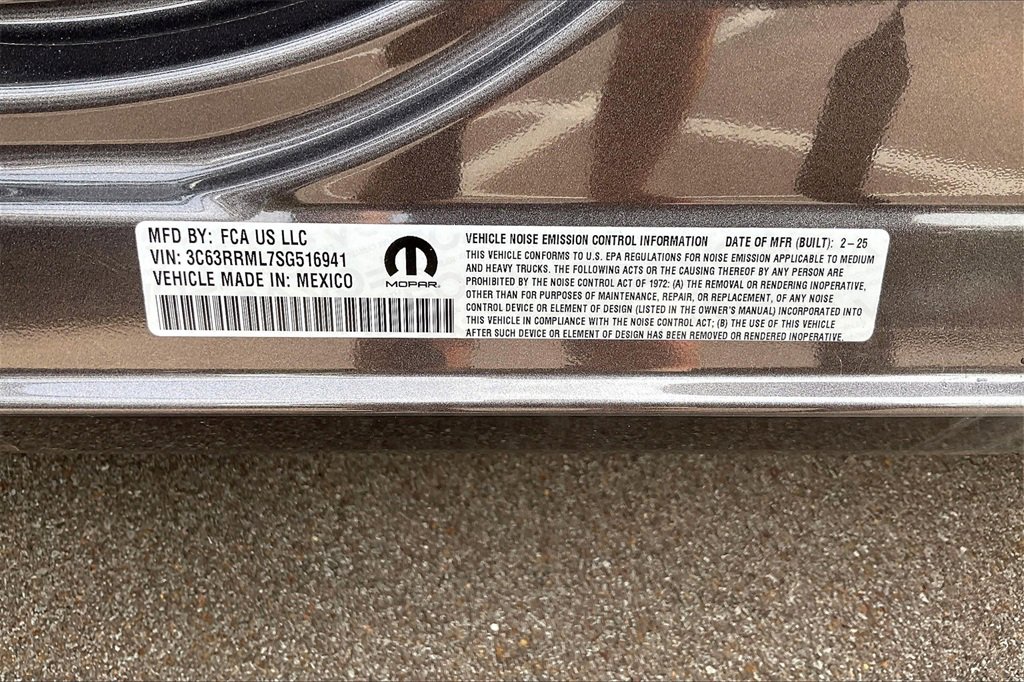 MFD BY: FCA US LLC
VIN: 3C63RRML7SG516941
VEHICLE MADE IN: MEXICO
MOPAR®
VEHICLE NOISE EMISSION CONTROL INFORMATION DATE OF MFR (BUILT): 2-25
THIS VEHICLE CONFORMS TO U.S. EPA REGULATIONS FOR NOISE EMISSION APPLICABLE TO MEDIUM
AND HEAVY TRUCKS. THE FOLLOWING ACTS OR THE CAUSING THEREOF BY ANY PERSON ARE
PROHIBITED BY THE NOISE CONTROL ACT OF 1972: (A) THE REMOVAL OR RENDERING INOPERATIVE,
OTHER THAN FOR PURPOSES OF MAINTENANCE, REPAIR, OR REPLACEMENT, OF ANY NOISE
CONTROL DEVICE OR ELEMENT OF DESIGN (LISTED IN THE OWNER'S MANUAL) INCORPORATED INTO
THIS VEHICLE IN COMPLIANCE WITH THE NOISE CONTROL ACT; (B) THE USE OF THIS VEHICLE
AFTER SUCH DEVICE OR ELEMENT OF DESIGN HAS BEEN REMOVED OR RENDERED INOPERATIVE.